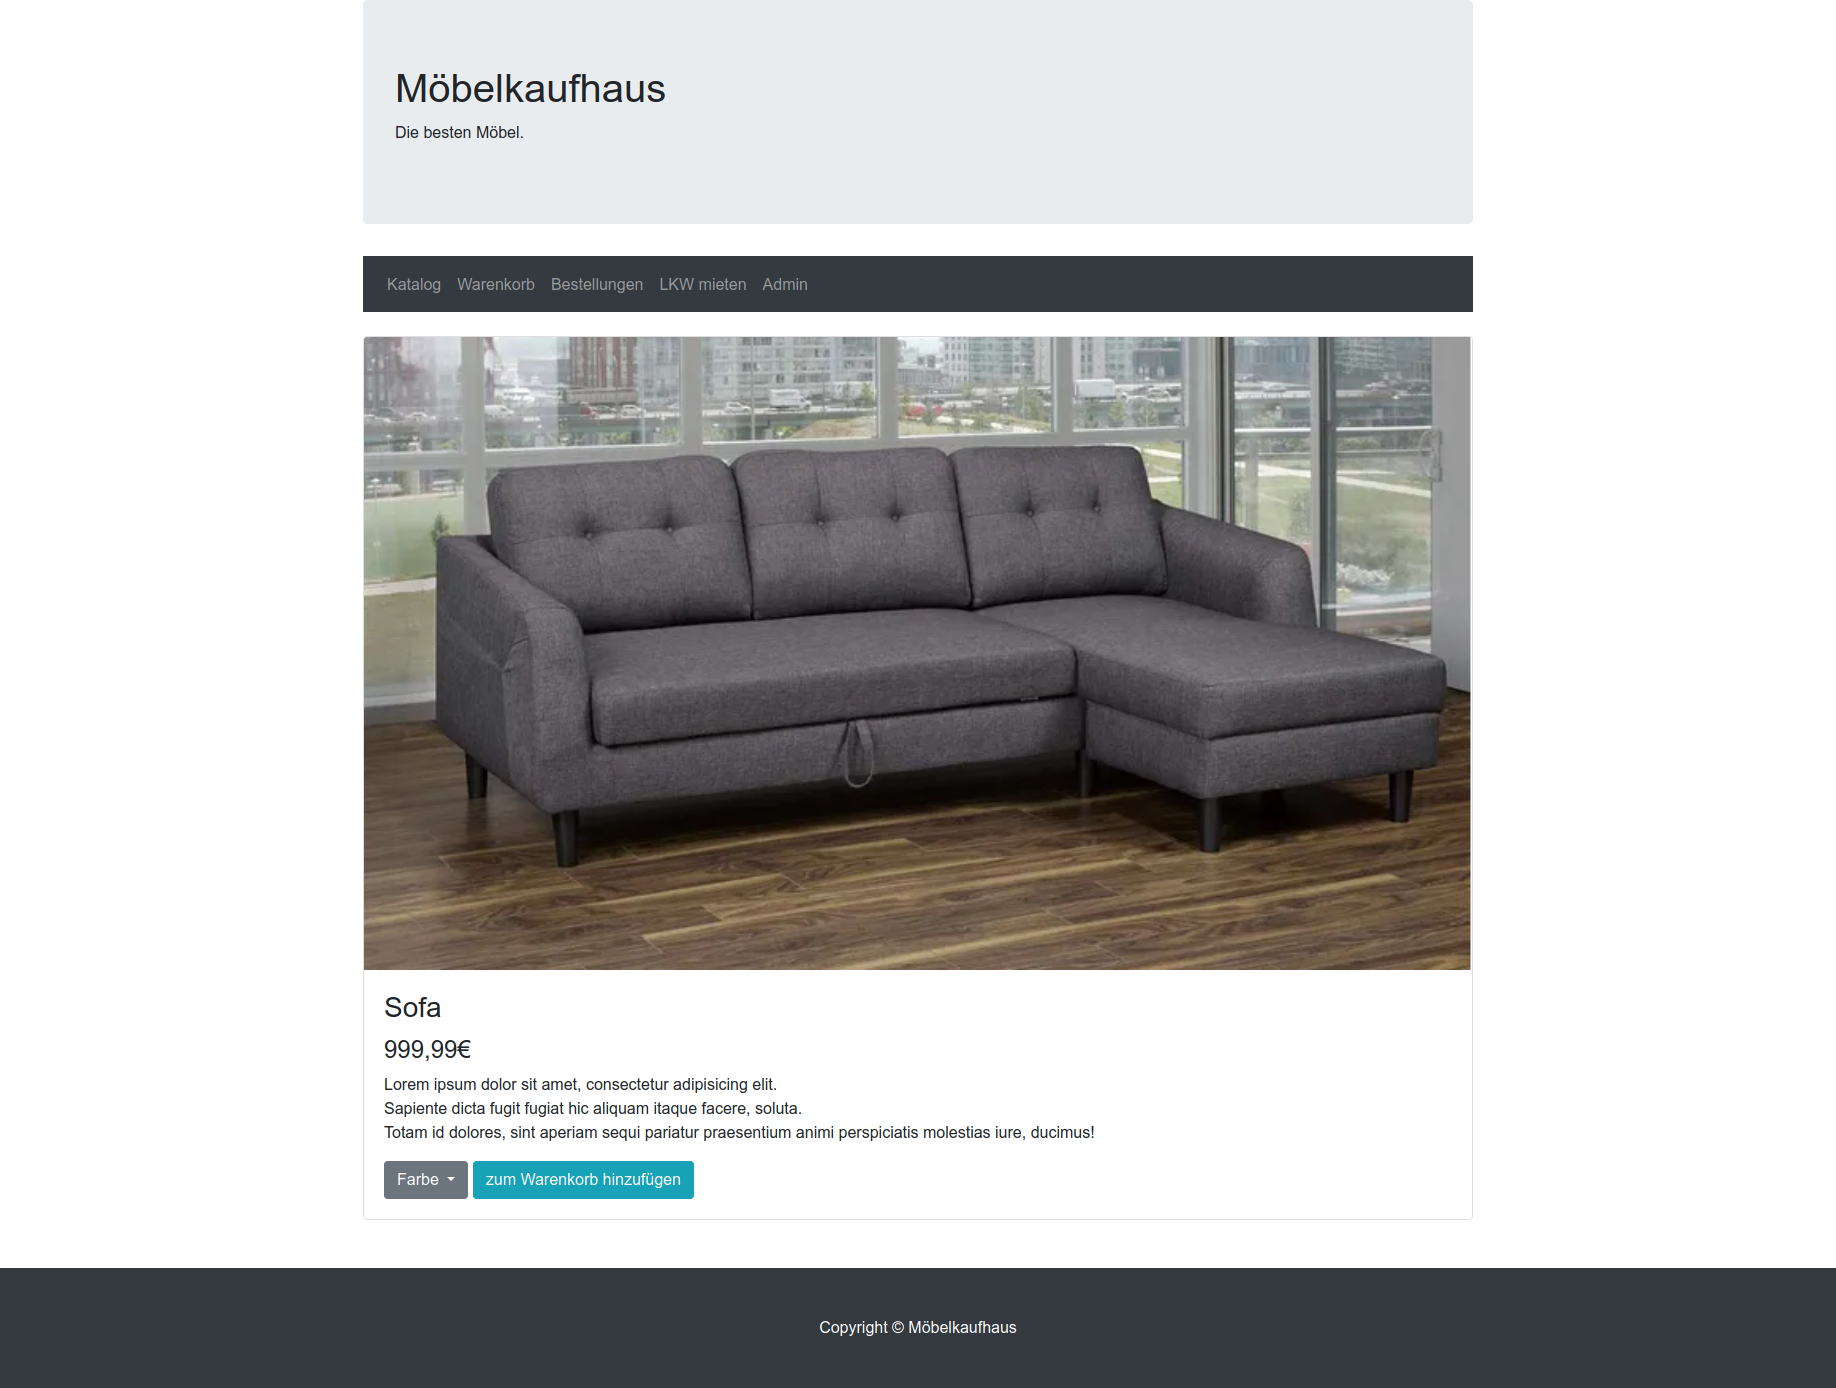 Möbelkaufhaus
Die besten Möbel.
Katalog Warenkorb Bestellungen LKW mieten Admin
Sofa
999,99€
Lorem ipsum dolor sit amet, consectetur adipisicing elit.
Sapiente dicta fugit fugiat hic aliquam itaque facere, soluta.
Totam id dolores, sint aperiam sequi pariatur praesentium animi perspiciatis molestias iure, ducimus!
Farbe zum Warenkorb hinzufügen
Copyright © Möbelkaufhaus